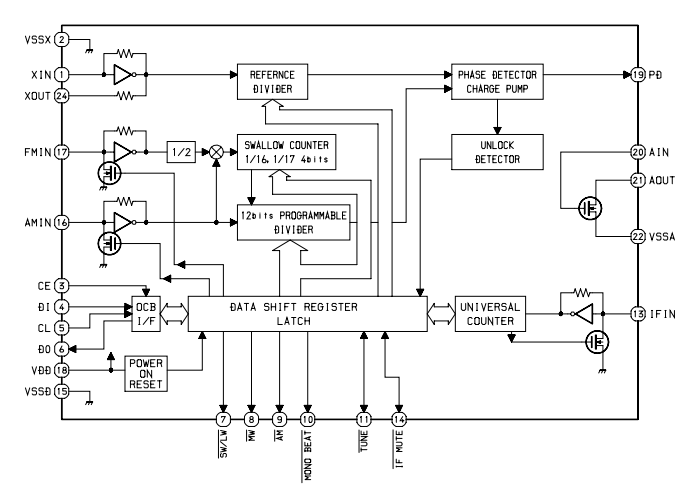 VSSX 2
XIN 1
XOUT 24
REFERNCE
DIVIDER
PHASE DETECTOR
CHARGE PUMP
19 PD
FMIN 17
1/2
SWALLOW COUNTER
1/16, 1/17 4bits
UNLOCK
DETECTOR
20 AIN
21 AOUT
22 VSSA
AMIN 16
12bits PROGRAMMABLE
DIVIDER
CE 3
DI 4
CL 5
DO 6
VDD 18
VSSD 15
CCB
I/F
DATA SHIFT REGISTER
LATCH
UNIVERSAL
COUNTER
13 IFIN
POWER
ON
RESET
7
8
9
10
11
14
SW/LW
MW
AM
MONO BEAT
TUNE
IF MUTE